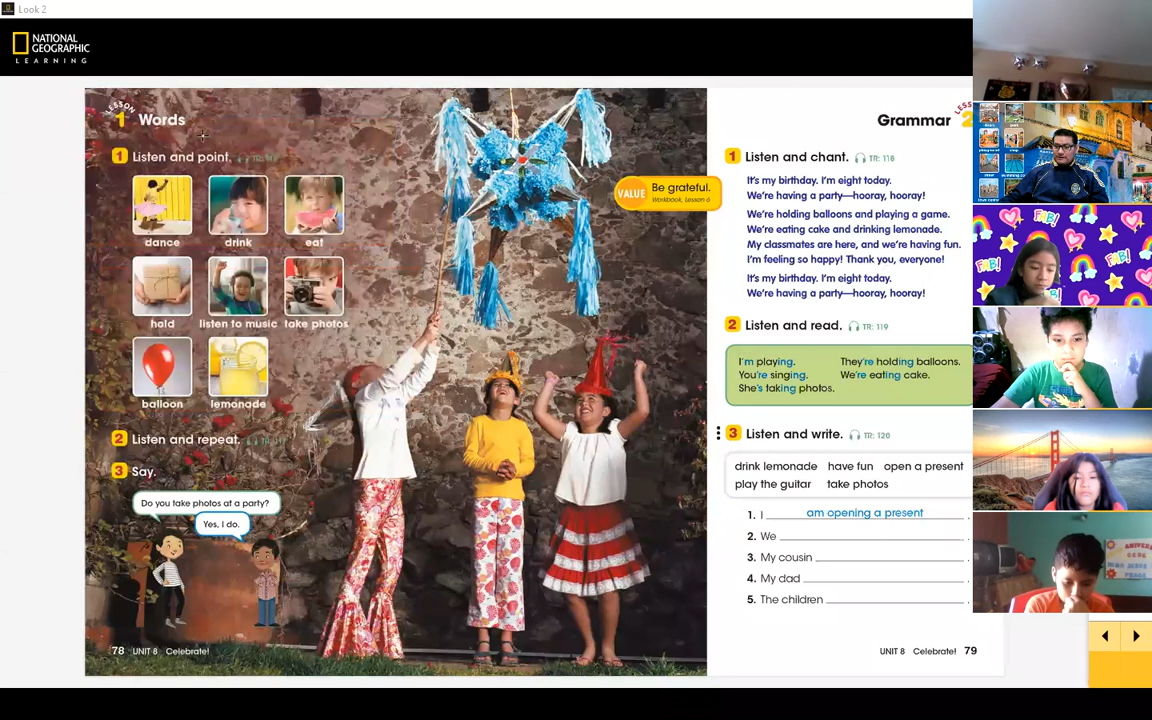 Look 2
NATIONAL
GEOGRAPHIC
LEARNING
LESSON
1 Words
1 Listen and point.
dance drink eat
hold listen to music take photos
balloon lemonade
2 Listen and repeat.
3 Say.
Do you take photos at a party?
Yes, I do.
78 UNIT 8 Celebrate!
VALUE Be grateful.
Workbook, Lesson 6
Grammar 2
1 Listen and chant. TR: 118
It's my birthday. I'm eight today.
We're having a party—hooray, hooray!
We're holding balloons and playing a game.
We're eating cake and drinking lemonade.
My classmates are here, and we're having fun.
I'm feeling so happy! Thank you, everyone!
It's my birthday. I'm eight today.
We're having a party—hooray, hooray!
2 Listen and read. TR: 119
I'm playing. They're holding balloons.
You're singing. We're eating cake.
She's taking photos.
3 Listen and write. TR: 120
drink lemonade have fun open a present
play the guitar take photos
1. I am opening a present.
2. We .
3. My cousin .
4. My dad .
5. The children .
UNIT 8 Celebrate! 79
FAB!
FAB!
FAB!